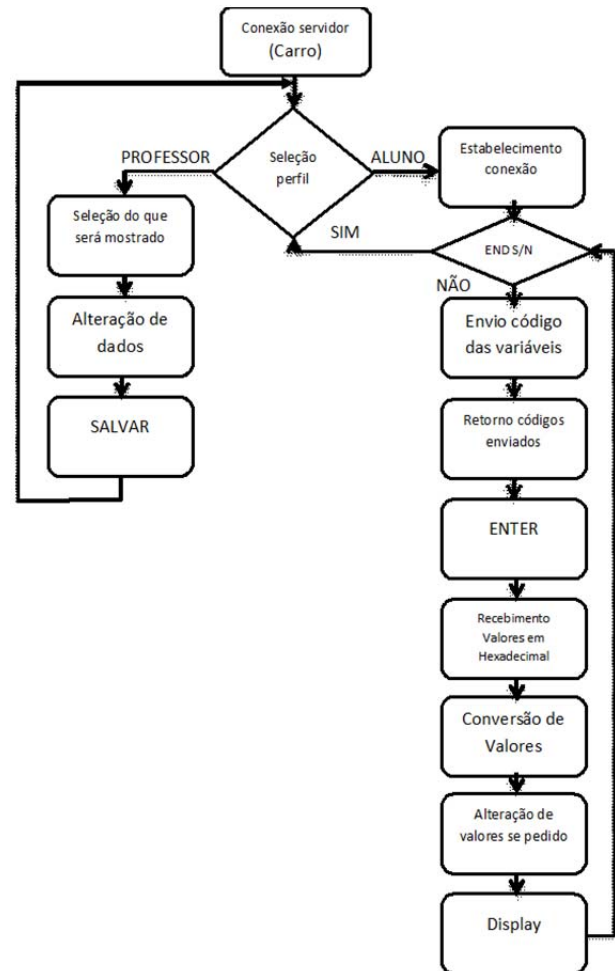 Conexão servidor
(Carro)
PROFESSOR
Seleção
perfil
ALUNO
Estabelecimento
conexão
Seleção do que
será mostrado
SIM
END S/N
NÃO
Alteração de
dados
Envio código
das variáveis
SALVAR
Retorno códigos
enviados
ENTER
Recebimento
Valores em
Hexadecimal
Conversão de
Valores
Alteração de
valores se pedido
Display